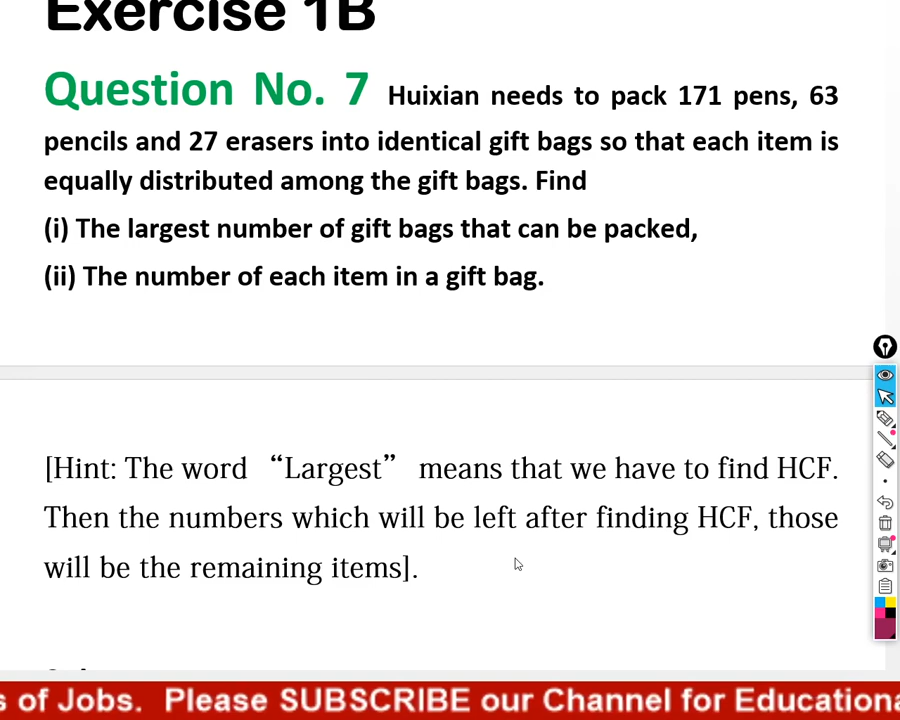 Exercise 1B
Question No. 7 Huixian needs to pack 171 pens, 63
pencils and 27 erasers into identical gift bags so that each item is
equally distributed among the gift bags. Find
(i) The largest number of gift bags that can be packed,
(ii) The number of each item in a gift bag.
[Hint: The word “Largest” means that we have to find HCF.
Then the numbers which will be left after finding HCF, those
will be the remaining items].
s of Jobs. Please SUBSCRIBE our Channel for Educationa